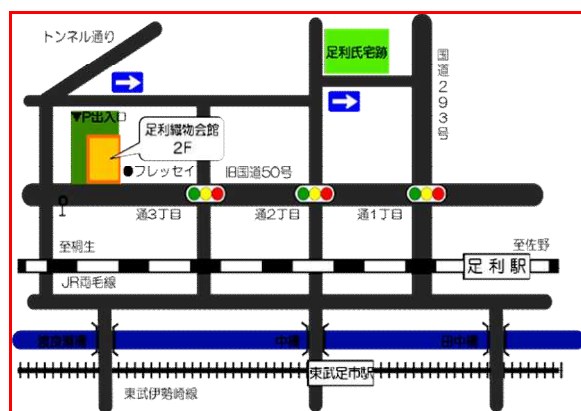 トンネル通り
足利氏宅跡
国道293号
▼P出入口
足利織物会館
2F
●フレッセイ
旧国道50号
通3丁目
通2丁目
通1丁目
至桐生
至佐野
足利駅
JR両毛線
渡良瀬橋
中橋
田中橋
東武足市駅
東武伊勢崎線